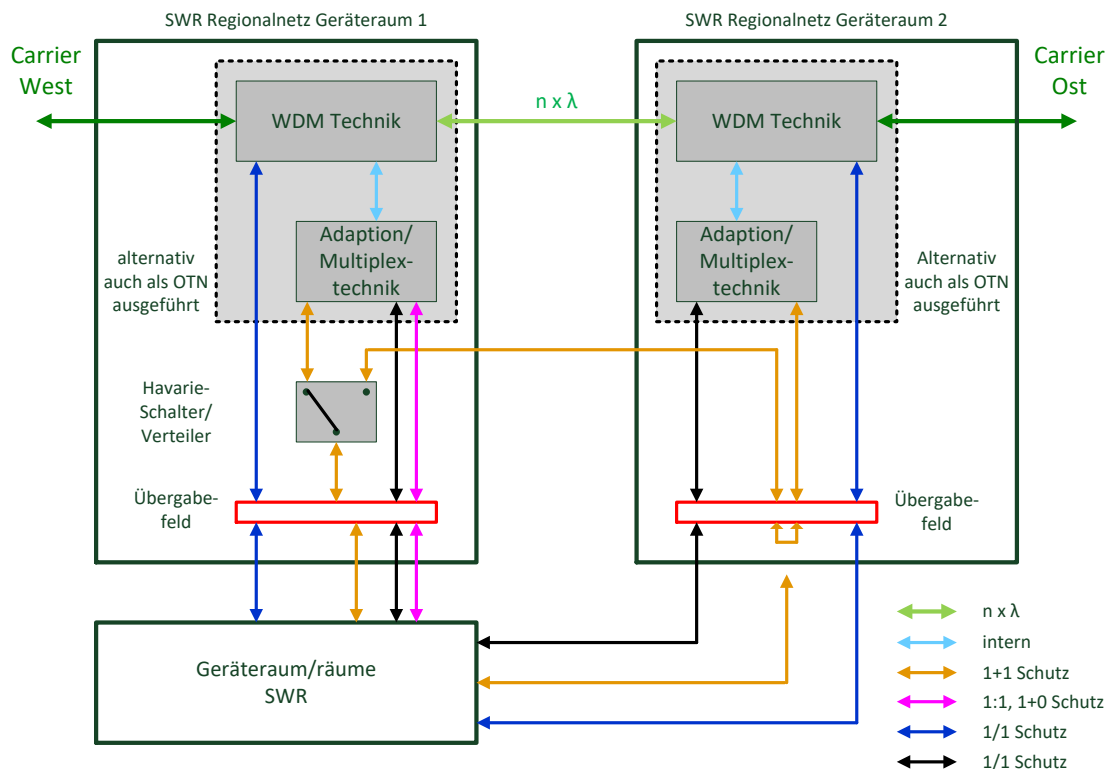 SWR Regionalnetz Geräteraum 1
SWR Regionalnetz Geräteraum 2
Carrier
West
WDM Technik
n x λ
WDM Technik
Carrier
Ost
alternativ
auch als OTN
ausgeführt
Adaption/
Multiplex-
technik
Adaption/
Multiplex-
technik
Alternativ
auch als OTN
ausgeführt
Havarie-
Schalter/
Verteiler
Übergabe-
feld
Übergabe-
feld
Geräteraum/räume
SWR
n x λ
intern
1+1 Schutz
1:1, 1+0 Schutz
1/1 Schutz
1/1 Schutz